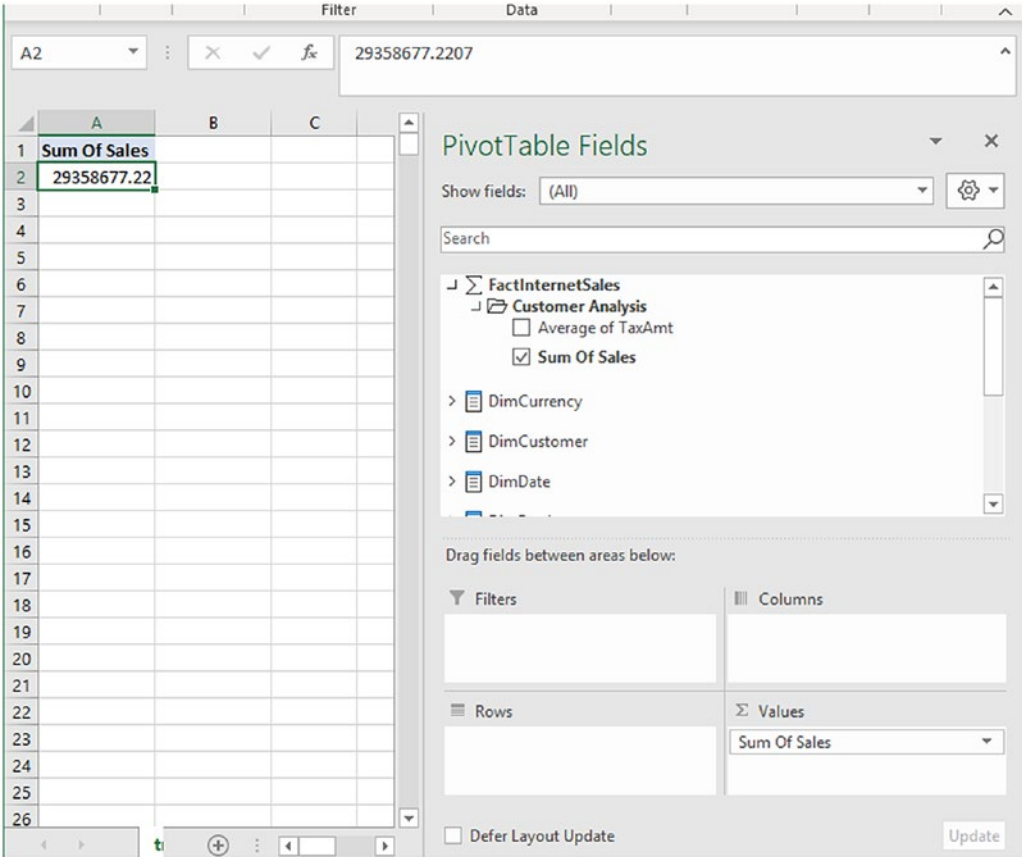 Filter Data
A2 fx 29358677.2207
A B C
1 Sum Of Sales
2 29358677.22
3
4
5
6
7
8
9
10
11
12
13
14
15
16
17
18
19
20
21
22
23
24
25
26
PivotTable Fields
Show fields: (All)
Search
∑ FactInternetSales
Customer Analysis
Average of TaxAmt
Sum Of Sales
DimCurrency
DimCustomer
DimDate
Drag fields between areas below:
Filters
Columns
Rows
∑ Values
Sum Of Sales
Defer Layout Update
Update